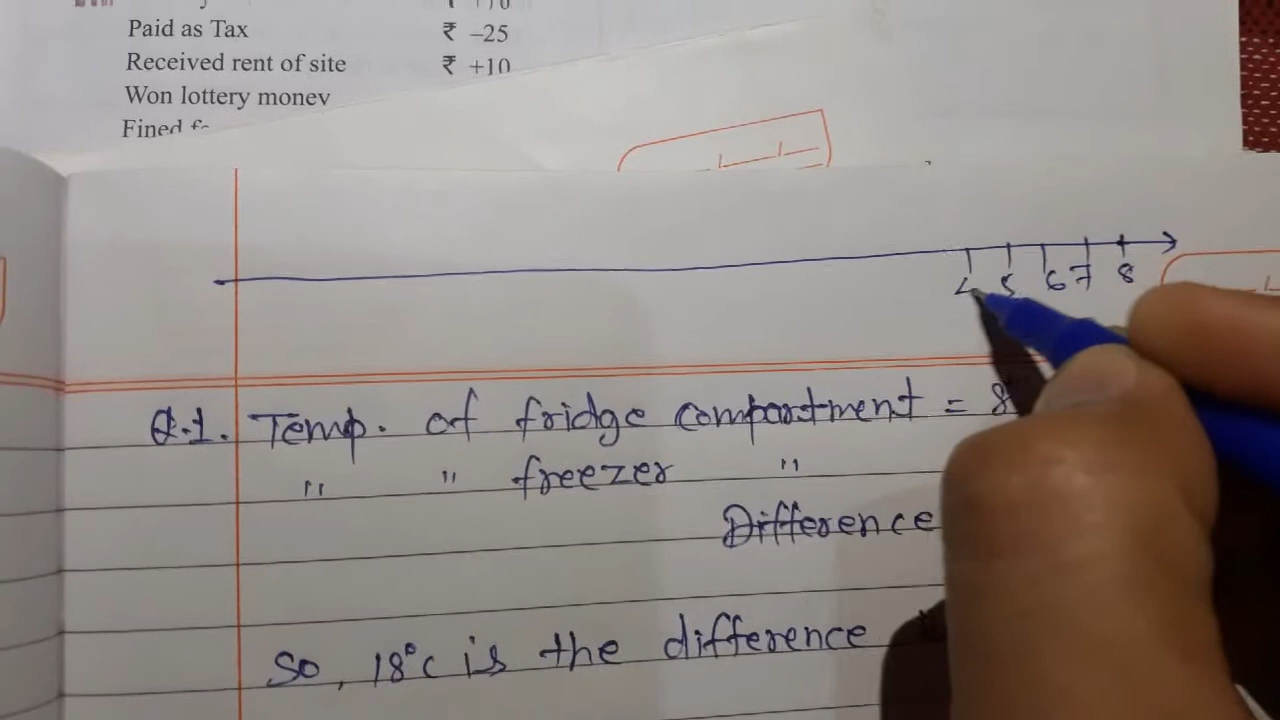 Paid as Tax ₹ –25
Received rent of site ₹ +10
Won lottery money
Fined
4 5 6 7 8
Q.1. Temp. of fridge compartment = 8
" " freezer "
Difference
So, 18°C is the difference